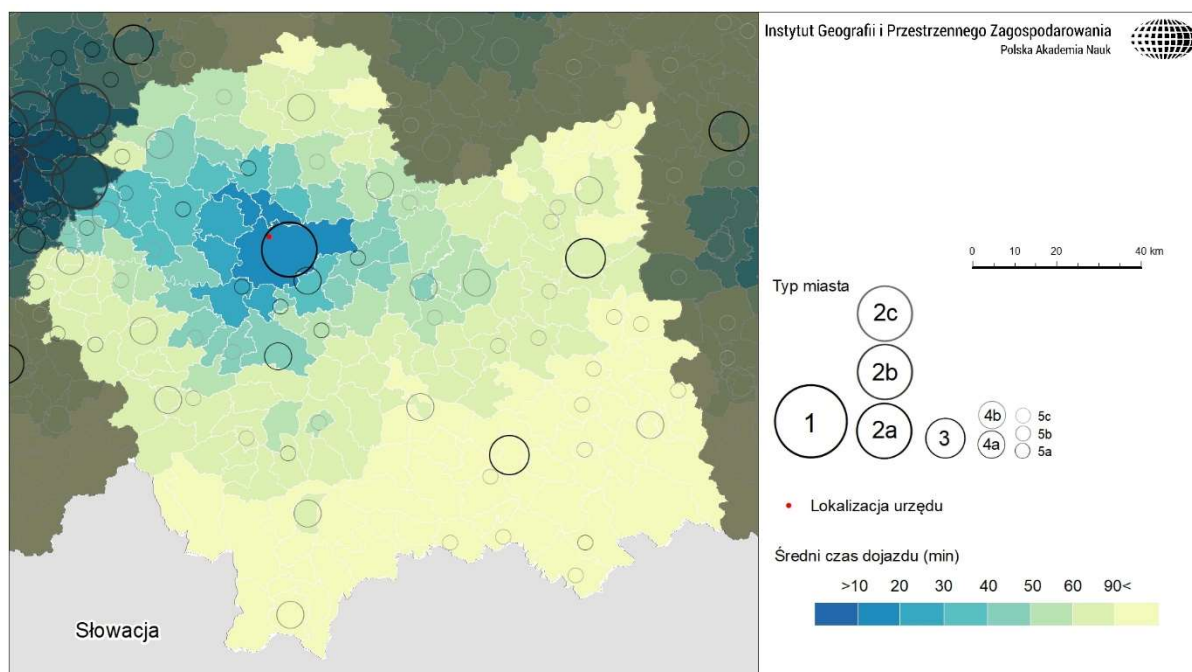 Instytut Geografii i Przestrzennego Zagospodarowania
Polska Akademia Nauk
0 10 20 40 km
Typ miasta
2c
2b
1 2a 3 4b 5c
4a 5b
5a
Lokalizacja urzędu
Średni czas dojazdu (min)
>10 20 30 40 50 60 90<
Słowacja